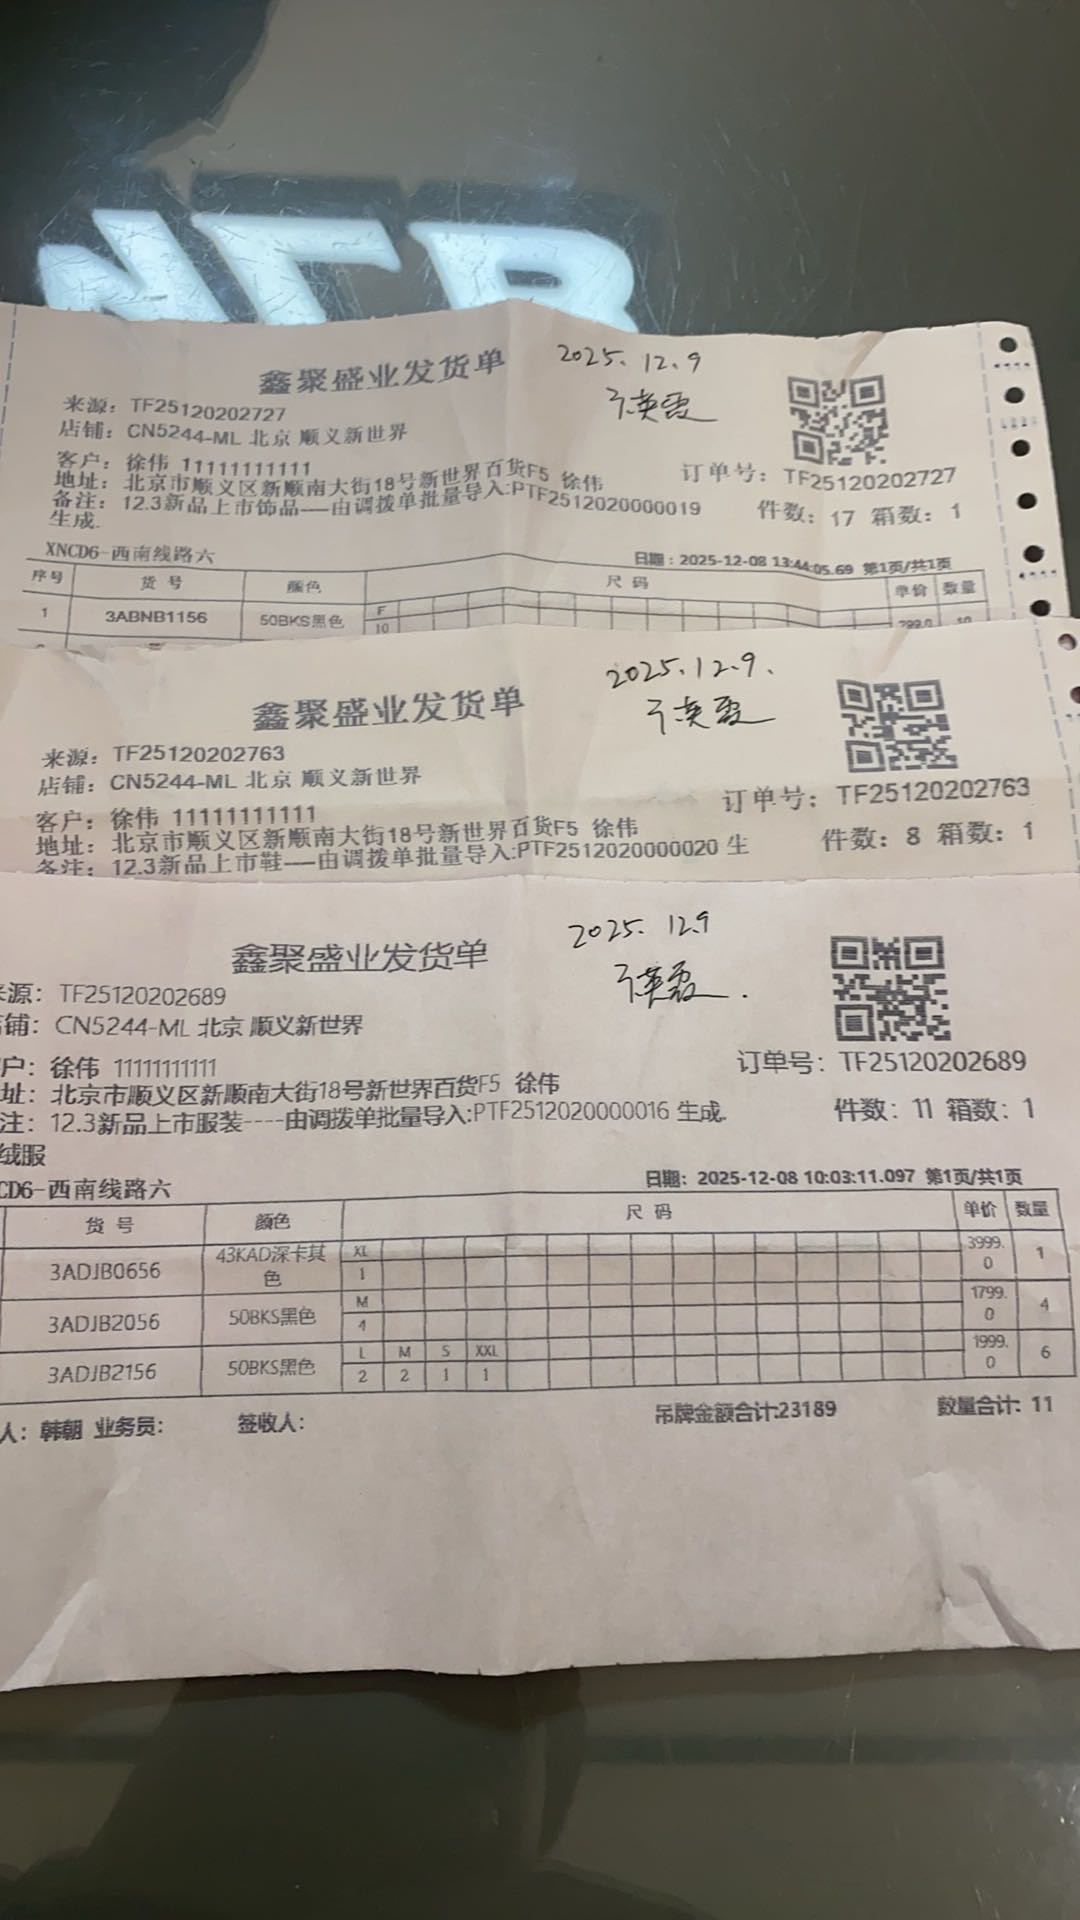 鑫聚盛业发货单
2025.12.9
来源：TF25120202727
店铺：CN5244-ML 北京 顺义新世界
客户：徐伟 11111111111
地址：北京市顺义区新顺南大街18号新世界百货F5 徐伟
订单号：TF25120202727
备注：12.3新品上市饰品----由调拨单批量导入:PTF2512020000019
生成.
件数：17 箱数：1
XNCD6-西南线路六
日期：2025-12-08 13:44:05.69 第1页/共1页
序号 货号 颜色 尺码 单价 数量
1 3ABNB1156 50BKS黑色 F 10 799.0 10
鑫聚盛业发货单
2025.12.9.
来源：TF25120202763
店铺：CN5244-ML 北京 顺义新世界
客户：徐伟 11111111111
地址：北京市顺义区新顺南大街18号新世界百货F5 徐伟
订单号：TF25120202763
备注：12.3新品上市鞋----由调拨单批量导入:PTF2512020000020 生
件数：8 箱数：1
鑫聚盛业发货单
2025.12.9
来源：TF25120202689
铺：CN5244-ML 北京 顺义新世界
户：徐伟 11111111111
址：北京市顺义区新顺南大街18号新世界百货F5 徐伟
订单号：TF25120202689
注：12.3新品上市服装----由调拨单批量导入:PTF2512020000016 生成.
件数：11 箱数：1
绒服
CD6-西南线路六
日期：2025-12-08 10:03:11.097 第1页/共1页
货号 颜色 尺码 单价 数量
3ADJB0656 43KAD深卡其色 XL 1 3999.0 1
3ADJB2056 50BKS黑色 M 4 1799.0 4
3ADJB2156 50BKS黑色 L M S XXL 2 2 1 1 1999.0 6
人：韩朝 业务员： 签收人： 吊牌金额合计:23189 数量合计：11